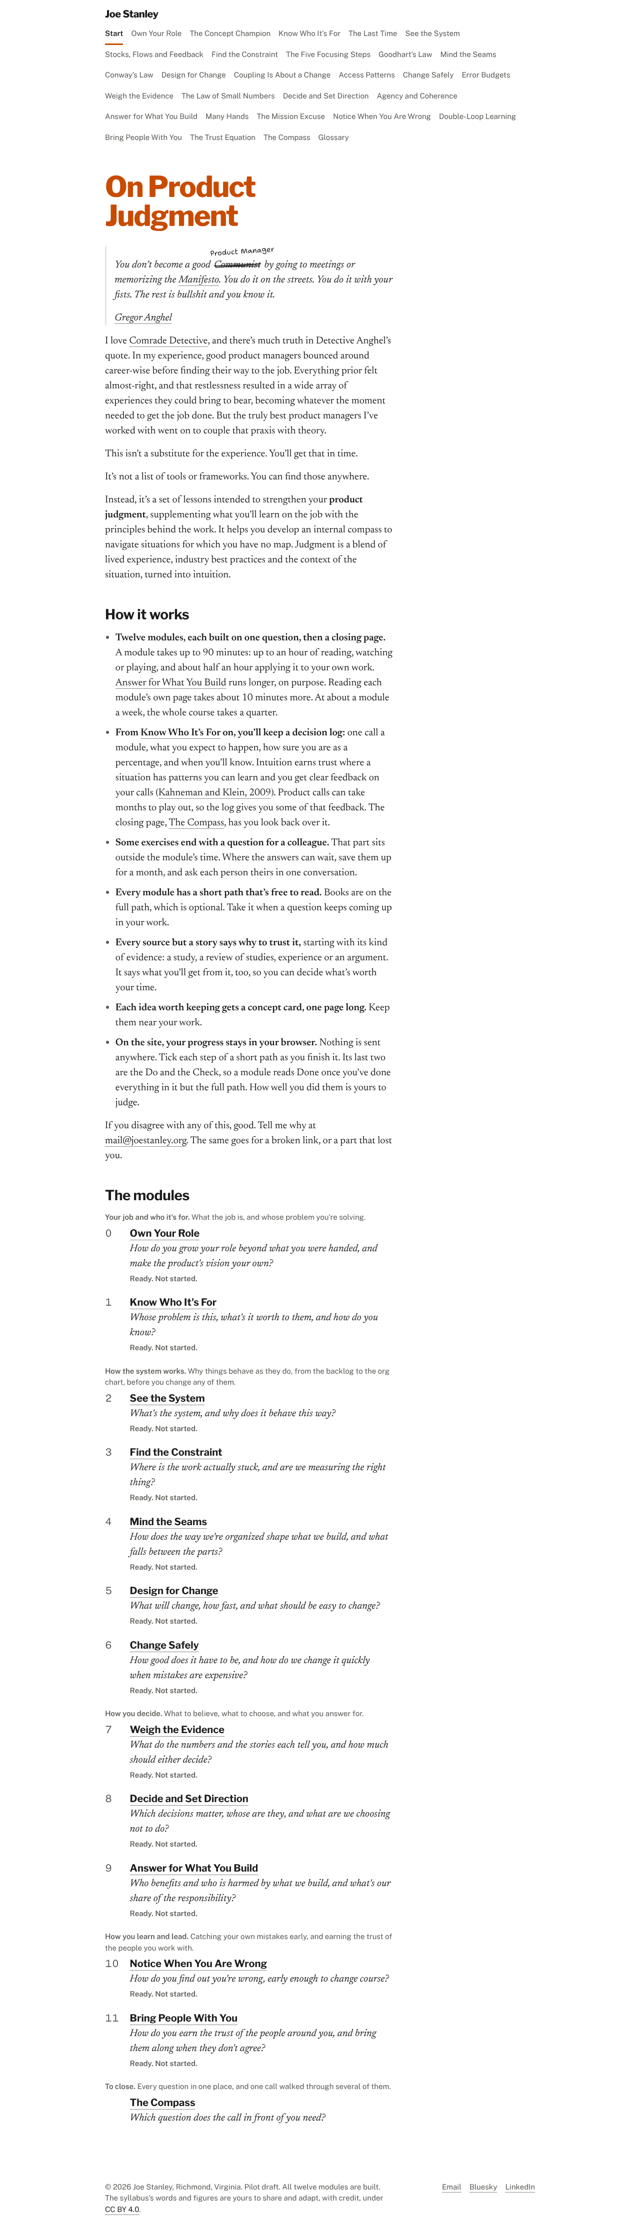 Joe Stanley
Start Own Your Role The Concept Champion Know Who It's For The Last Time See the System
Stocks, Flows and Feedback Find the Constraint The Five Focusing Steps Goodhart's Law Mind the Seams
Conway's Law Design for Change Coupling Is About a Change Access Patterns Change Safely Error Budgets
Weigh the Evidence The Law of Small Numbers Decide and Set Direction Agency and Coherence
Answer for What You Build Many Hands The Mission Excuse Notice When You Are Wrong Double-Loop Learning
Bring People With You The Trust Equation The Compass Glossary
On Product
Judgment
Product Manager
You don't become a good Communist by going to meetings or
memorizing the Manifesto. You do it on the streets. You do it with your
fists. The rest is bullshit and you know it.
Gregor Anghel
I love Comrade Detective, and there's much truth in Detective Anghel's
quote. In my experience, good product managers bounced around
career-wise before finding their way to the job. Everything prior felt
almost-right, and that restlessness resulted in a wide array of
experiences they could bring to bear, becoming whatever the moment
needed to get the job done. But the truly best product managers I've
worked with went on to couple that praxis with theory.
This isn't a substitute for the experience. You'll get that in time.
It's not a list of tools or frameworks. You can find those anywhere.
Instead, it's a set of lessons intended to strengthen your product
judgment, supplementing what you'll learn on the job with the
principles behind the work. It helps you develop an internal compass to
navigate situations for which you have no map. Judgment is a blend of
lived experience, industry best practices and the context of the
situation, turned into intuition.
How it works
• Twelve modules, each built on one question, then a closing page.
A module takes up to 90 minutes: up to an hour of reading, watching
or playing, and about half an hour applying it to your own work.
Answer for What You Build runs longer, on purpose. Reading each
module's own page takes about 10 minutes more. At about a module
a week, the whole course takes a quarter.
• From Know Who It's For on, you'll keep a decision log: one call a
module, what you expect to happen, how sure you are as a
percentage, and when you'll know. Intuition earns trust where a
situation has patterns you can learn and you get clear feedback on
your calls (Kahneman and Klein, 2009). Product calls can take
months to play out, so the log gives you some of that feedback. The
closing page, The Compass, has you look back over it.
• Some exercises end with a question for a colleague. That part sits
outside the module's time. Where the answers can wait, save them up
for a month, and ask each person theirs in one conversation.
• Every module has a short path that's free to read. Books are on the
full path, which is optional. Take it when a question keeps coming up
in your work.
• Every source but a story says why to trust it, starting with its kind
of evidence: a study, a review of studies, experience or an argument.
It says what you'll get from it, too, so you can decide what's worth
your time.
• Each idea worth keeping gets a concept card, one page long. Keep
them near your work.
• On the site, your progress stays in your browser. Nothing is sent
anywhere. Tick each step of a short path as you finish it. Its last two
are the Do and the Check, so a module reads Done once you've done
everything in it but the full path. How well you did them is yours to
judge.
If you disagree with any of this, good. Tell me why at
mail@joestanley.org. The same goes for a broken link, or a part that lost
you.
The modules
Your job and who it's for. What the job is, and whose problem you're solving.
0 Own Your Role
How do you grow your role beyond what you were handed, and
make the product's vision your own?
Ready. Not started.
1 Know Who It's For
Whose problem is this, what's it worth to them, and how do you
know?
Ready. Not started.
How the system works. Why things behave as they do, from the backlog to the org
chart, before you change any of them.
2 See the System
What's the system, and why does it behave this way?
Ready. Not started.
3 Find the Constraint
Where is the work actually stuck, and are we measuring the right
thing?
Ready. Not started.
4 Mind the Seams
How does the way we're organized shape what we build, and what
falls between the parts?
Ready. Not started.
5 Design for Change
What will change, how fast, and what should be easy to change?
Ready. Not started.
6 Change Safely
How good does it have to be, and how do we change it quickly
when mistakes are expensive?
Ready. Not started.
How you decide. What to believe, what to choose, and what you answer for.
7 Weigh the Evidence
What do the numbers and the stories each tell you, and how much
should either decide?
Ready. Not started.
8 Decide and Set Direction
Which decisions matter, whose are they, and what are we choosing
not to do?
Ready. Not started.
9 Answer for What You Build
Who benefits and who is harmed by what we build, and what's our
share of the responsibility?
Ready. Not started.
How you learn and lead. Catching your own mistakes early, and earning the trust of
the people you work with.
10 Notice When You Are Wrong
How do you find out you're wrong, early enough to change course?
Ready. Not started.
11 Bring People With You
How do you earn the trust of the people around you, and bring
them along when they don't agree?
Ready. Not started.
To close. Every question in one place, and one call walked through several of them.
The Compass
Which question does the call in front of you need?
© 2026 Joe Stanley, Richmond, Virginia. Pilot draft. All twelve modules are built. Email Bluesky LinkedIn
The syllabus's words and figures are yours to share and adapt, with credit, under
CC BY 4.0.